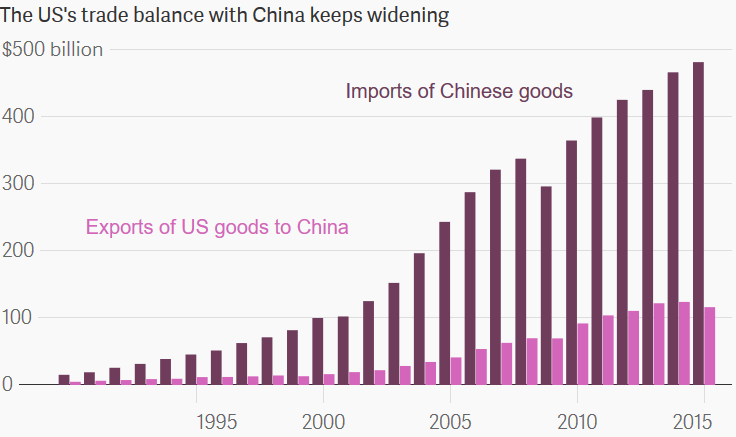 The US's trade balance with China keeps widening
$500 billion
Imports of Chinese goods
400
300
Exports of US goods to China
200
100
0
1995 2000 2005 2010 2015